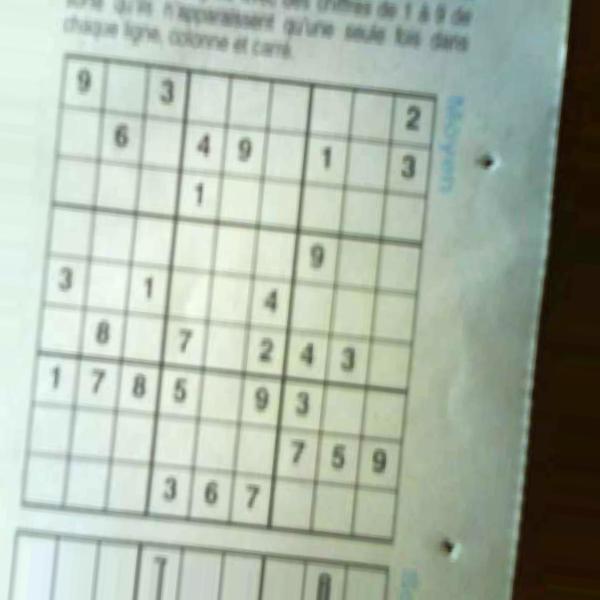 avec des chiffres de 1 à 9 de
sorte qu'ils n'apparaissent qu'une seule fois dans
chaque ligne, colonne et carré.
Moyen
9 3 2
6 4 9 1 3
1
9
3 1 4
8 7 2 4 3
1 7 8 5 9 3
7 5 9
3 6 7
7